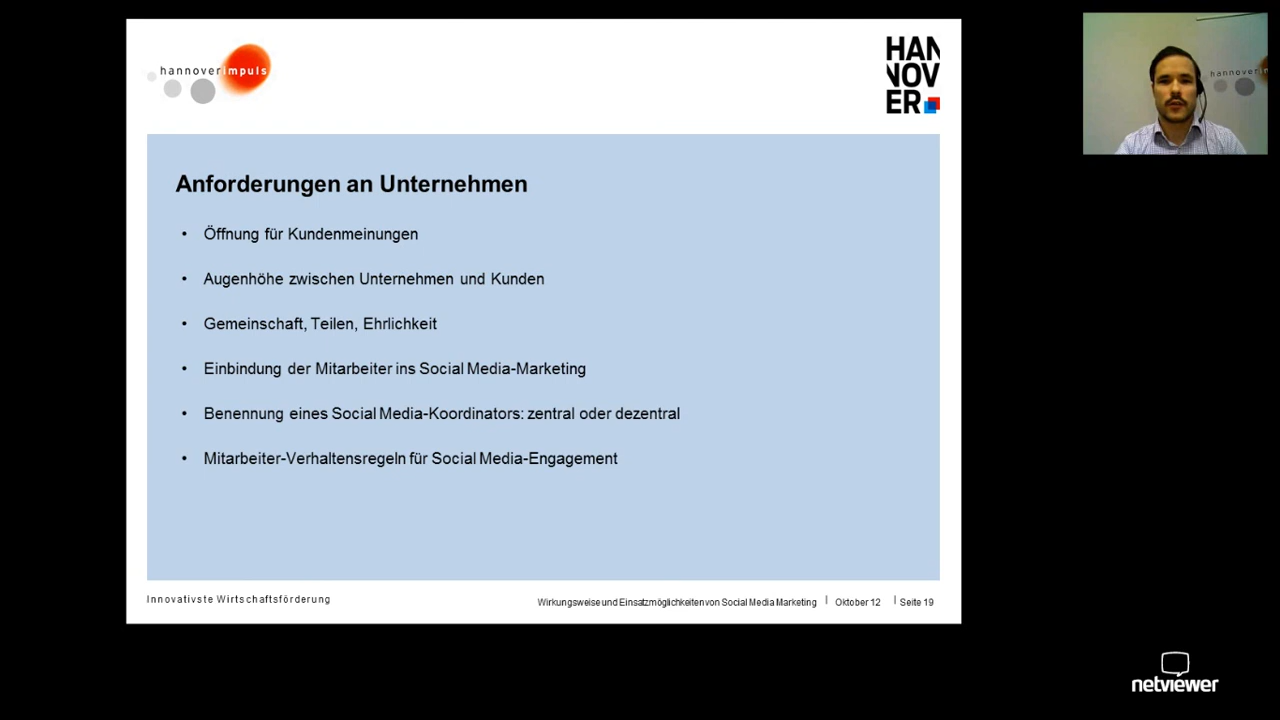 hannoverimpuls
HAN
NOV
ER
hannoverim
Anforderungen an Unternehmen
• Öffnung für Kundenmeinungen
• Augenhöhe zwischen Unternehmen und Kunden
• Gemeinschaft, Teilen, Ehrlichkeit
• Einbindung der Mitarbeiter ins Social Media-Marketing
• Benennung eines Social Media-Koordinators: zentral oder dezentral
• Mitarbeiter-Verhaltensregeln für Social Media-Engagement
Innovativste Wirtschaftsförderung
Wirkungsweise und Einsatzmöglichkeiten von Social Media Marketing | Oktober 12 | Seite 19
netviewer